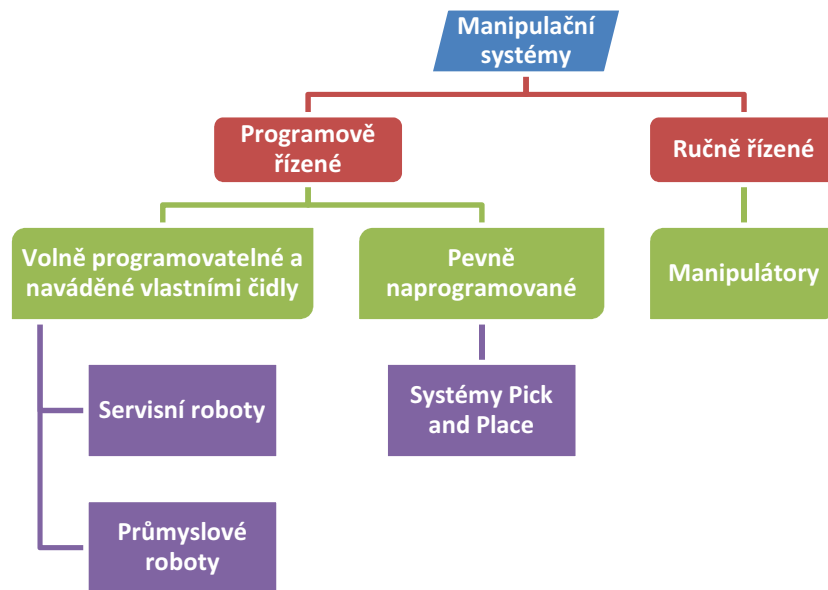 Manipulační
systémy
Programově
řízené
Ručně řízené
Volně programovatelné a
naváděné vlastními čidly
Pevně
naprogramované
Manipulátory
Servisní roboty
Systémy Pick
and Place
Průmyslové
roboty